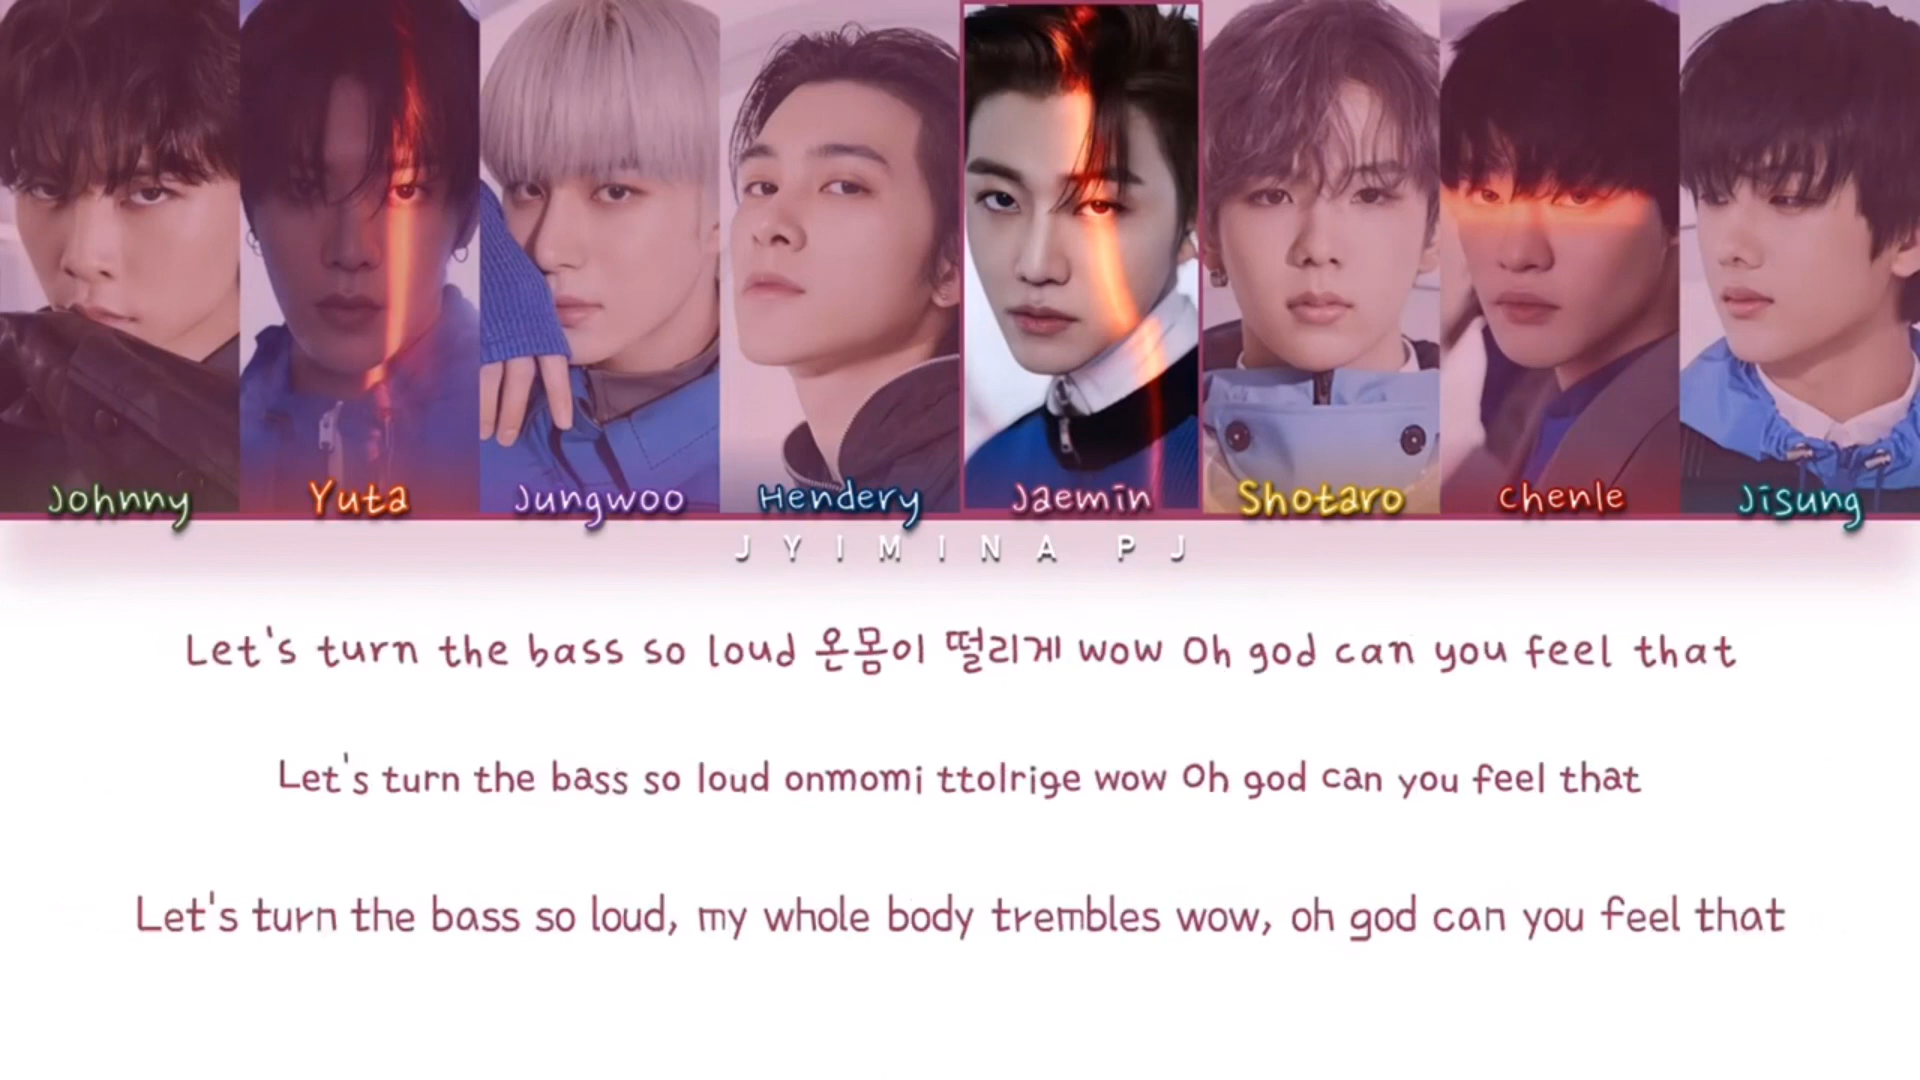 Johnny Yuta Jungwoo Hendery Jaemin Shotaro Chenle Jisung
JYIMINA PJ
Let's turn the bass so loud 온몸이 떨리게 wow Oh god can you feel that
Let's turn the bass so loud onmomi ttolrige wow Oh god can you feel that
Let's turn the bass so loud, my whole body trembles wow, oh god can you feel that